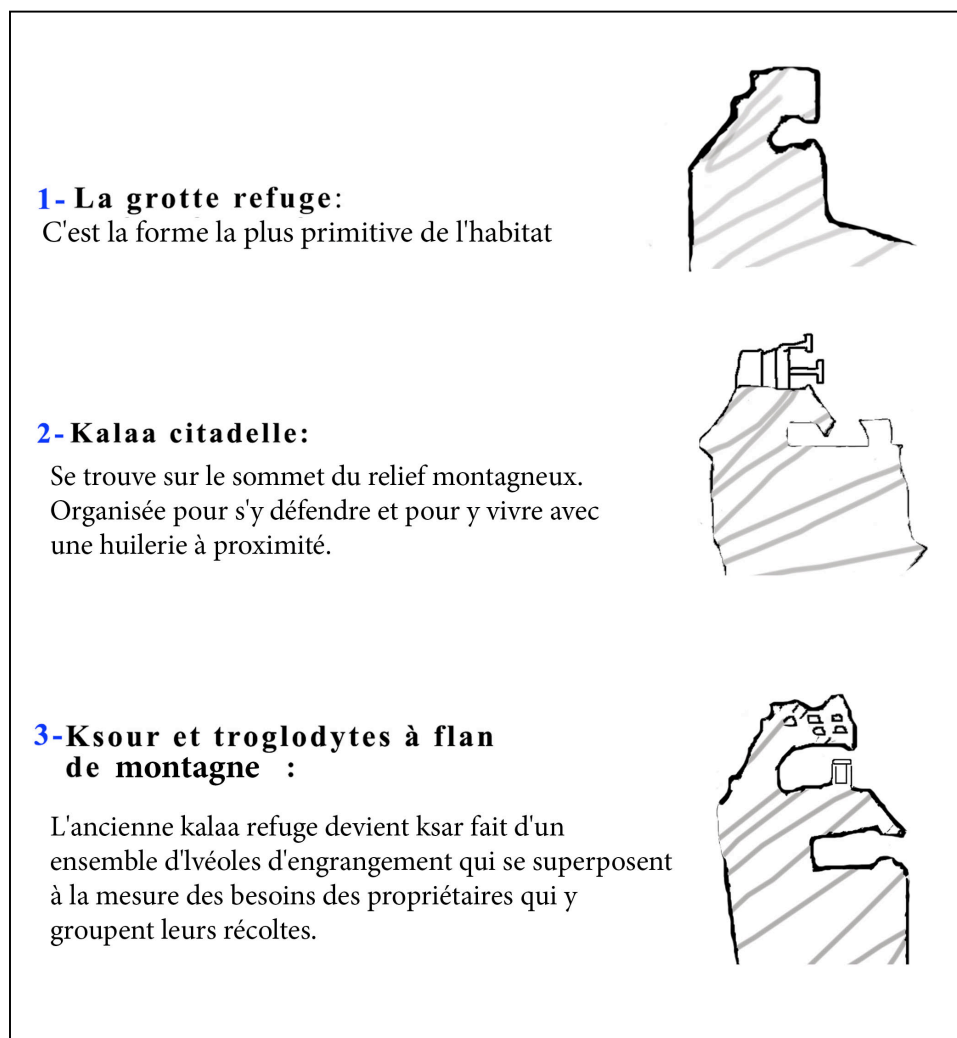 1- La grotte refuge:
C'est la forme la plus primitive de l'habitat
2- Kalaa citadelle:
Se trouve sur le sommet du relief montagneux.
Organisée pour s'y défendre et pour y vivre avec
une huilerie à proximité.
3-Ksour et troglodytes à flan
de montagne :
L'ancienne kalaa refuge devient ksar fait d'un
ensemble d'lvéoles d'engrangement qui se superposent
à la mesure des besoins des propriétaires qui y
groupent leurs récoltes.